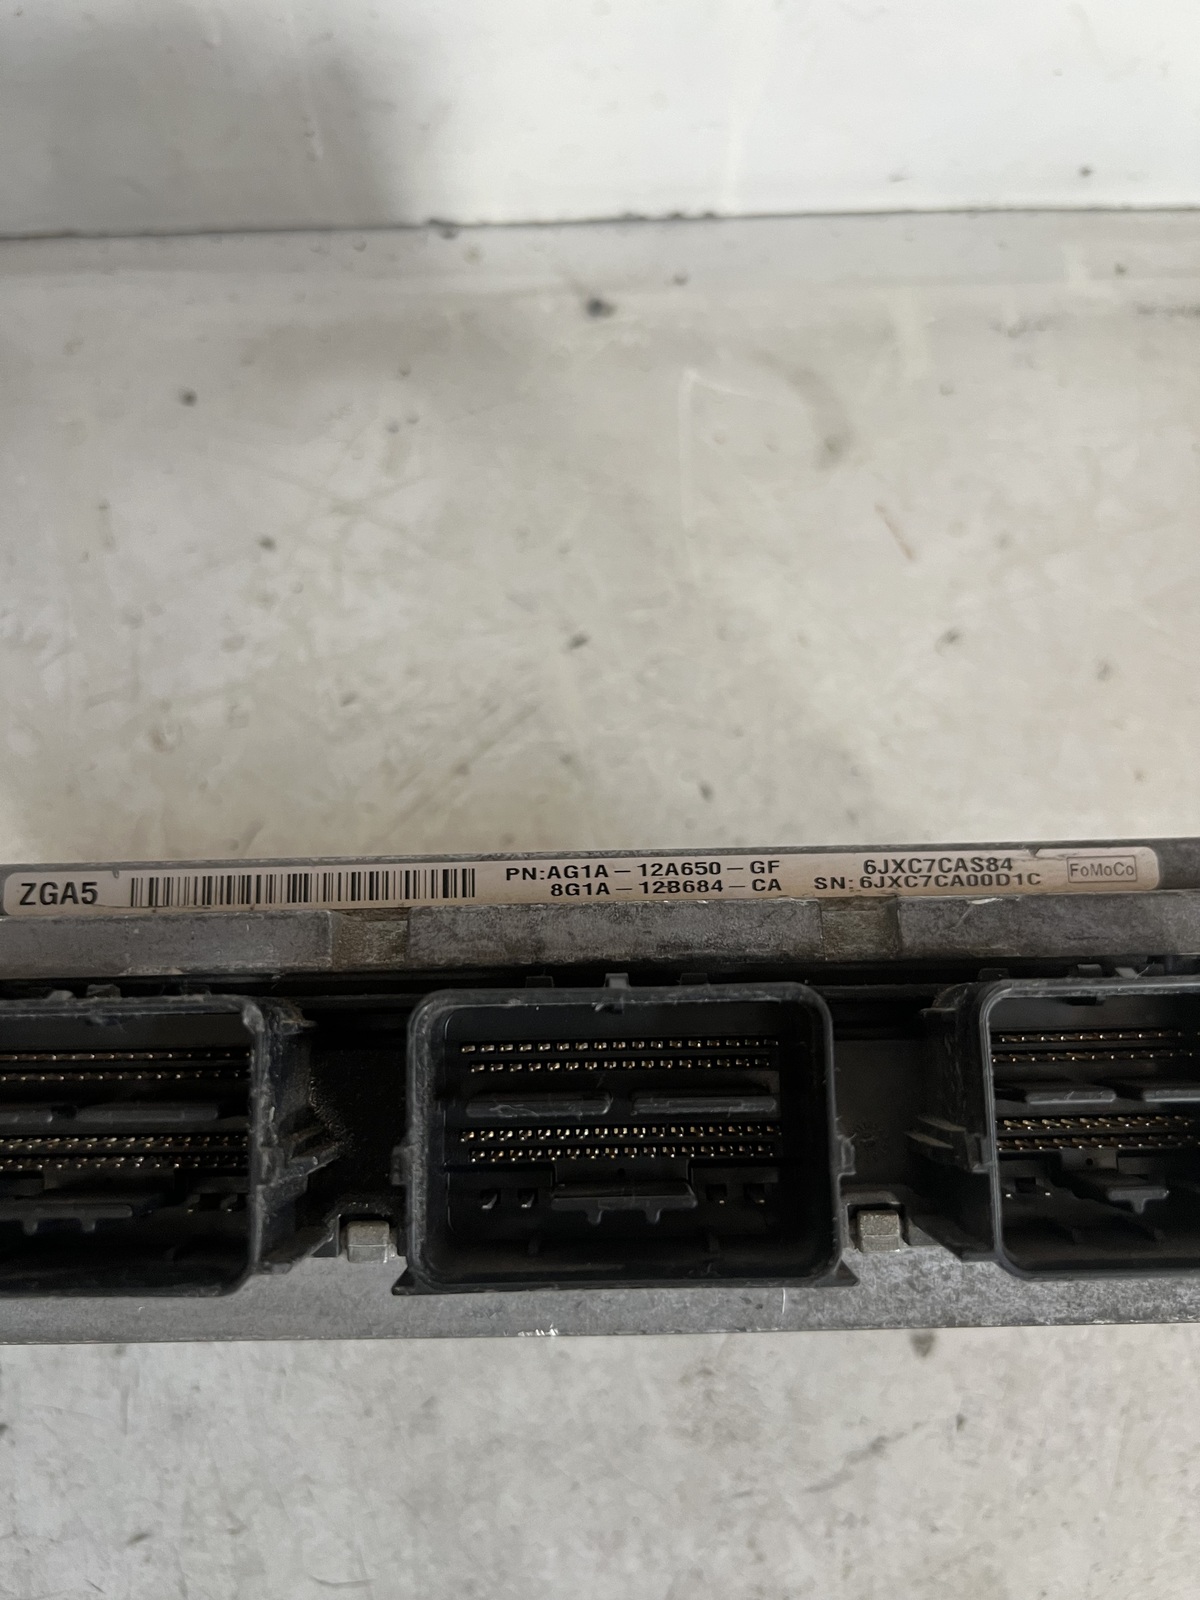 ZGA5
PN:AG1A-12A650-GF
8G1A-12B684-CA
6JXC7CAS84
SN:6JXC7CA00D1C
FoMoCo